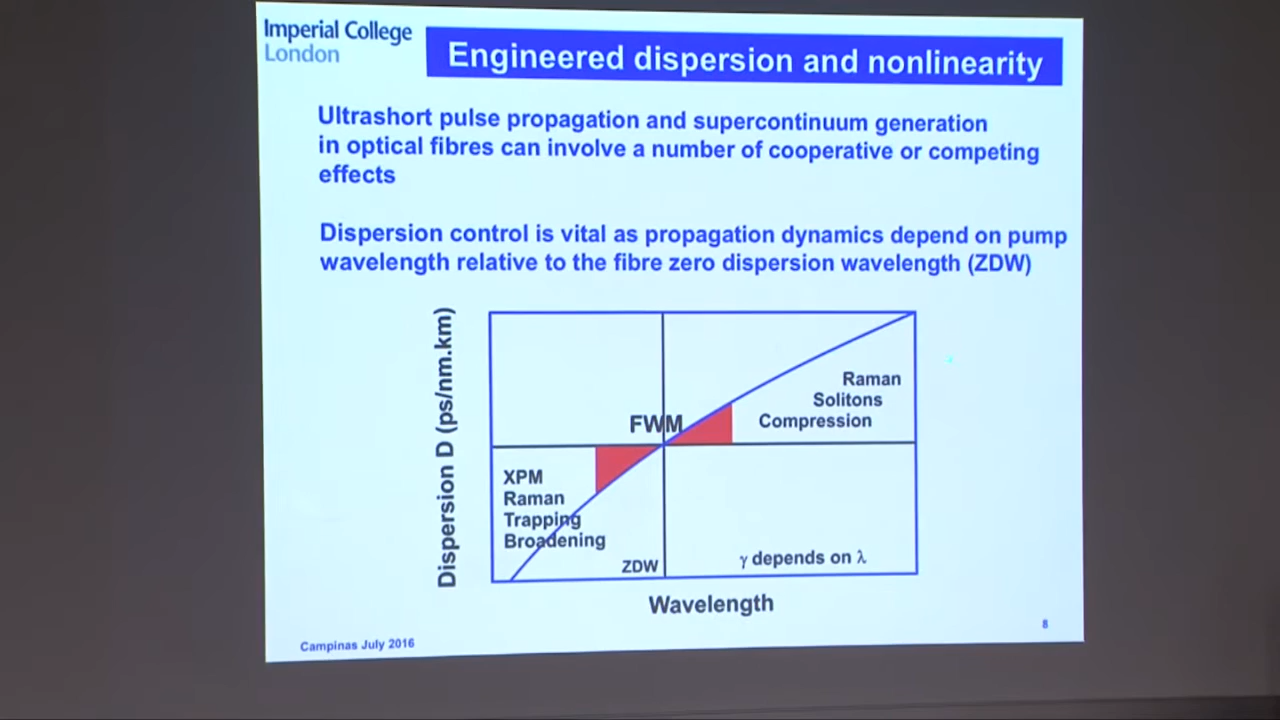 Imperial College
London
Engineered dispersion and nonlinearity
Ultrashort pulse propagation and supercontinuum generation
in optical fibres can involve a number of cooperative or competing
effects
Dispersion control is vital as propagation dynamics depend on pump
wavelength relative to the fibre zero dispersion wavelength (ZDW)
Dispersion D (ps/nm.km)
Raman
Solitons
Compression
FWM
XPM
Raman
Trapping
Broadening
ZDW
γ depends on λ
Wavelength
Campinas July 2016
8